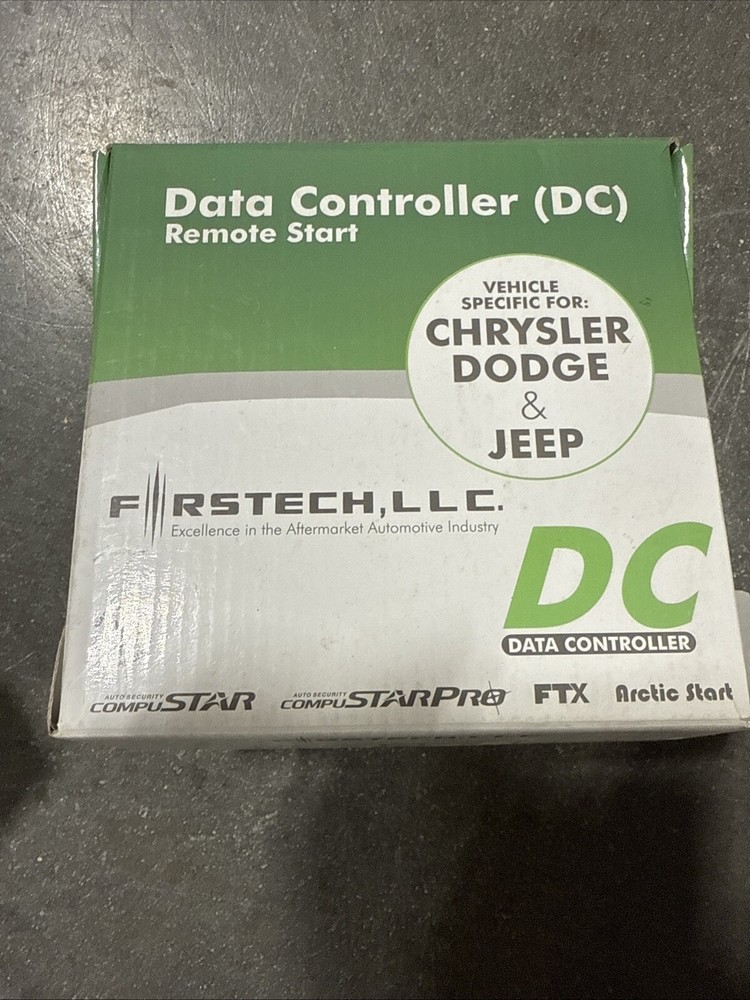 Data Controller (DC)
Remote Start
VEHICLE
SPECIFIC FOR:
CHRYSLER
DODGE
&
JEEP
FIRSTECH, LLC.
Excellence in the Aftermarket Automotive Industry
DC
DATA CONTROLLER
AUTO SECURITY
COMPUSTAR
AUTO SECURITY
COMPUSTARPRO
FTX
Arctic Start